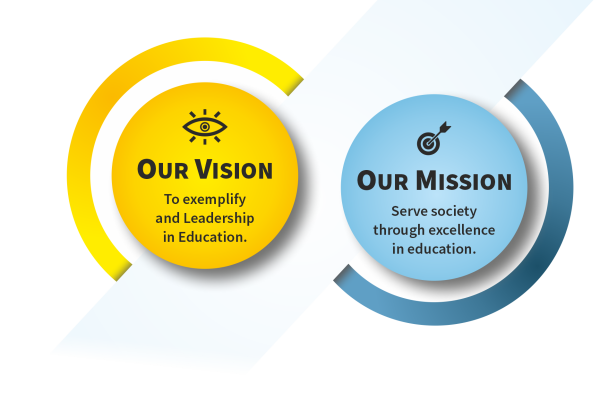 Our Vision
To exemplify
and Leadership
in Education.
Our Mission
Serve society
through excellence
in education.